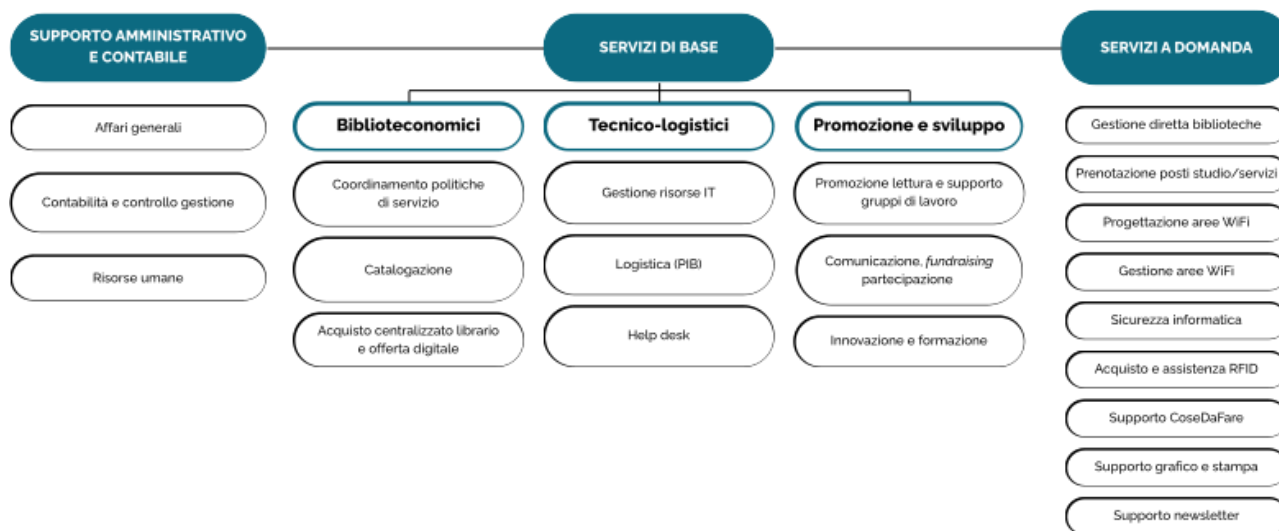 SUPPORTO AMMINISTRATIVO
E CONTABILE
Affari generali
Contabilità e controllo gestione
Risorse umane
SERVIZI DI BASE
Biblioteconomici
Coordinamento politiche
di servizio
Catalogazione
Acquisto centralizzato librario
e offerta digitale
Tecnico-logistici
Gestione risorse IT
Logistica (PIB)
Help desk
Promozione e sviluppo
Promozione lettura e supporto
gruppi di lavoro
Comunicazione, fundraising
partecipazione
Innovazione e formazione
SERVIZI A DOMANDA
Gestione diretta biblioteche
Prenotazione posti studio/servizi
Progettazione aree WiFi
Gestione aree WiFi
Sicurezza informatica
Acquisto e assistenza RFID
Supporto CoseDaFare
Supporto grafico e stampa
Supporto newsletter